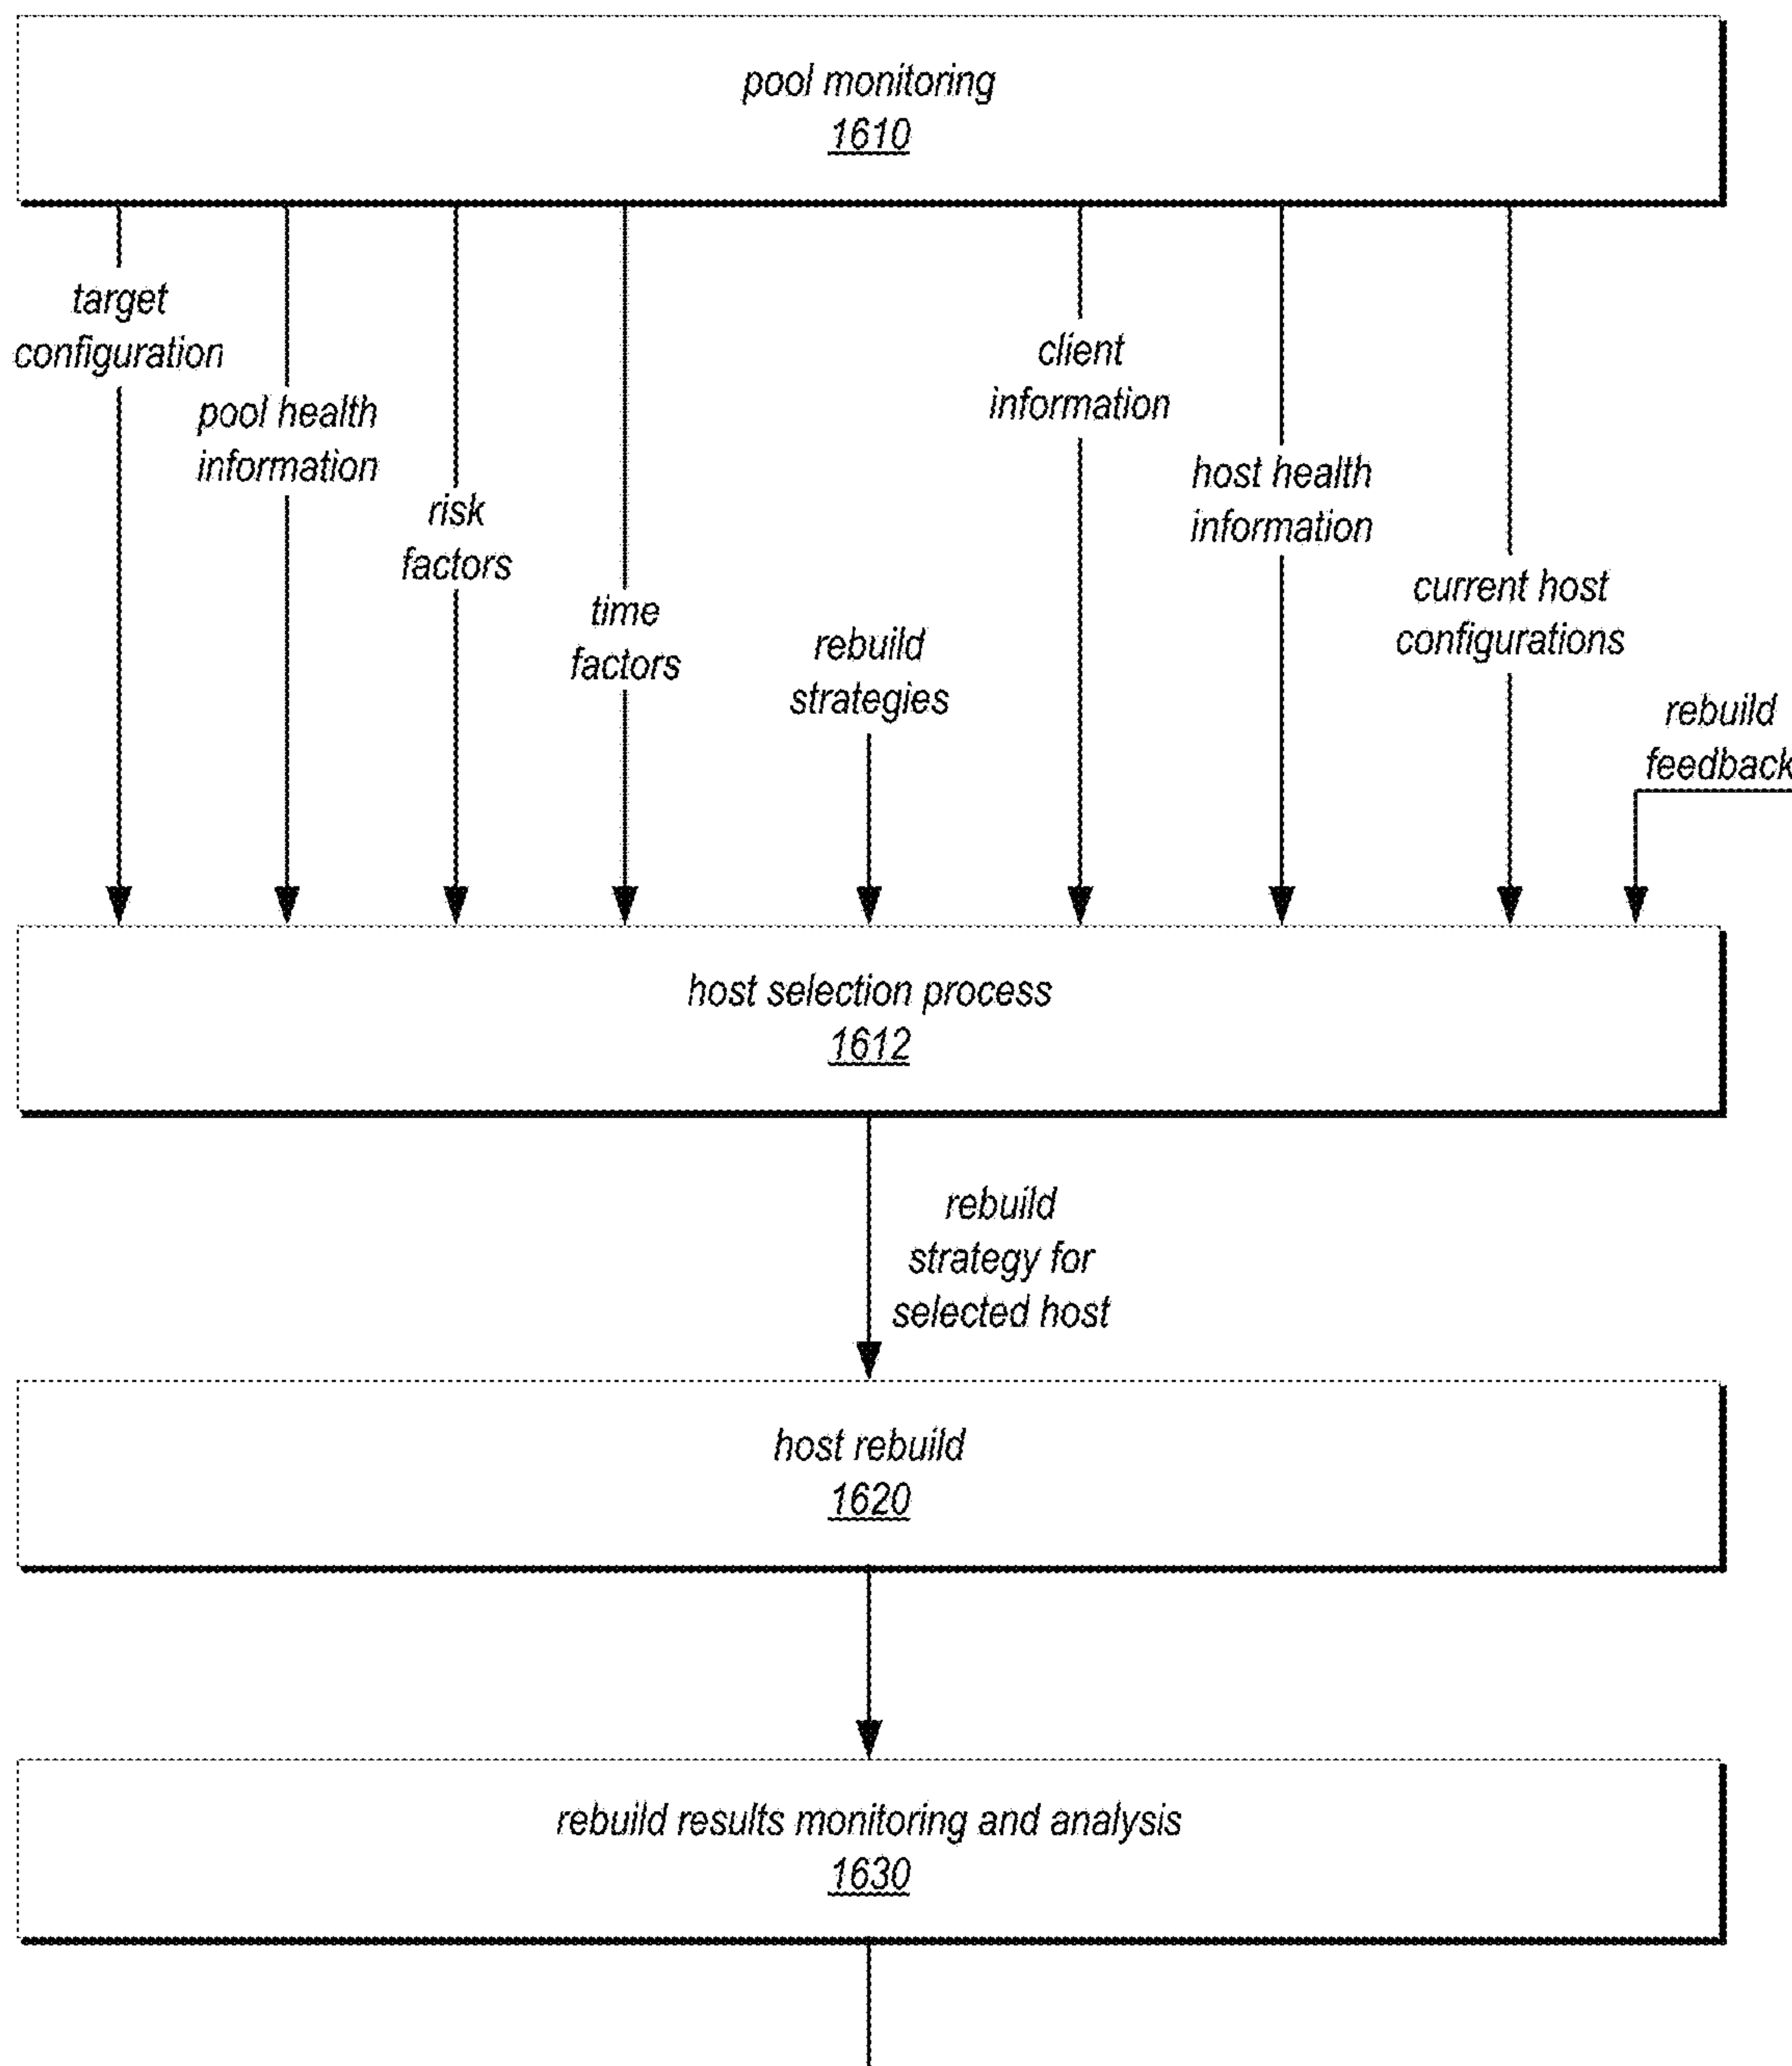 pool monitoring
1610
target
configuration
pool health
information
risk
factors
time
factors
rebuild
strategies
client
information
host health
information
current host
configurations
rebuild
feedback
host selection process
1612
rebuild
strategy for
selected host
host rebuild
1620
rebuild results monitoring and analysis
1630